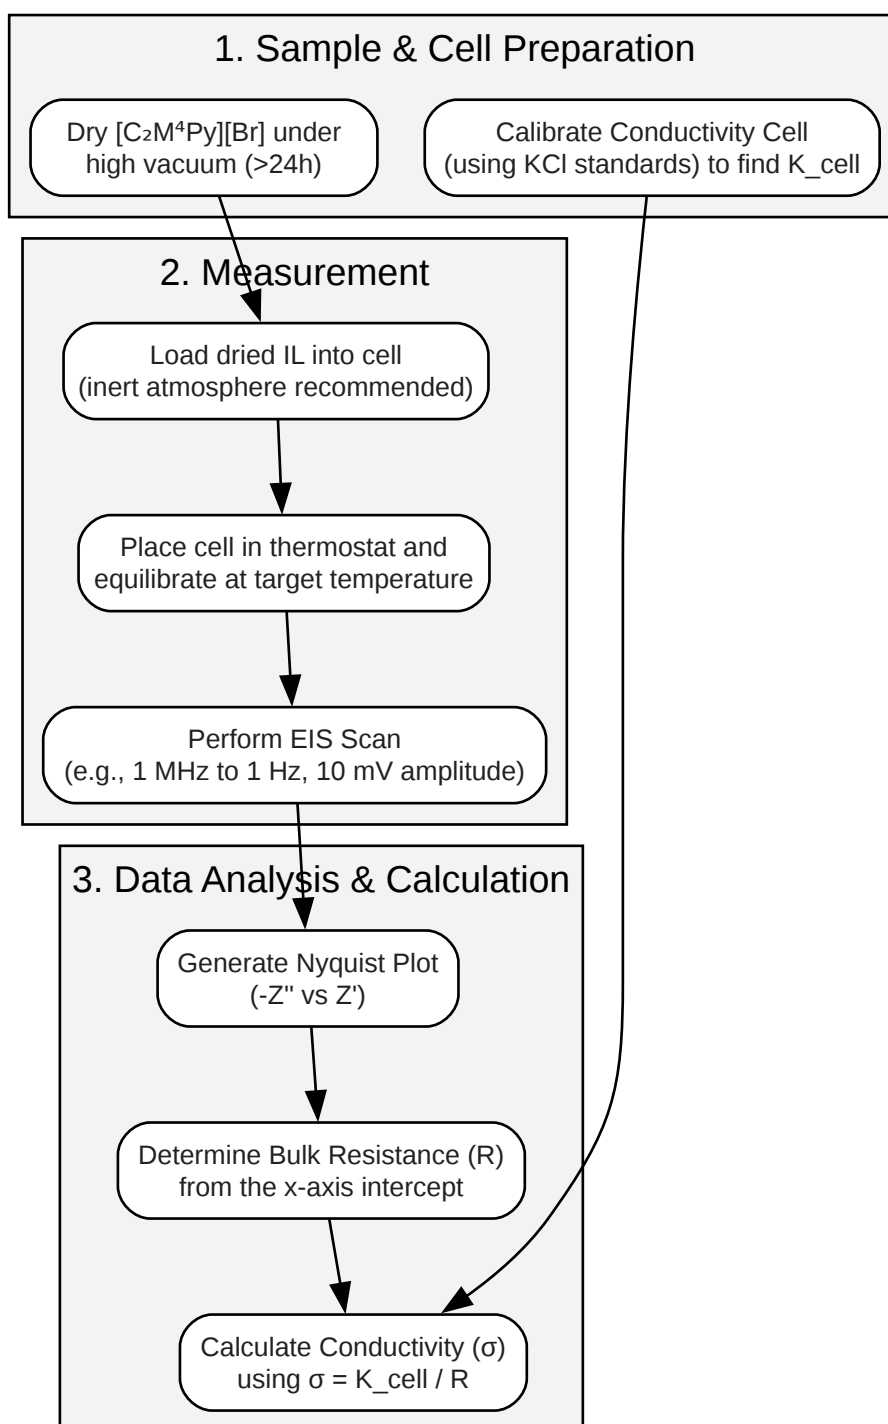 1. Sample & Cell Preparation
Dry [C₂M⁴Py][Br] under
high vacuum (>24h)
Calibrate Conductivity Cell
(using KCl standards) to find K_cell
2. Measurement
Load dried IL into cell
(inert atmosphere recommended)
Place cell in thermostat and
equilibrate at target temperature
Perform EIS Scan
(e.g., 1 MHz to 1 Hz, 10 mV amplitude)
3. Data Analysis & Calculation
Generate Nyquist Plot
(-Z'' vs Z')
Determine Bulk Resistance (R)
from the x-axis intercept
Calculate Conductivity (σ)
using σ = K_cell / R